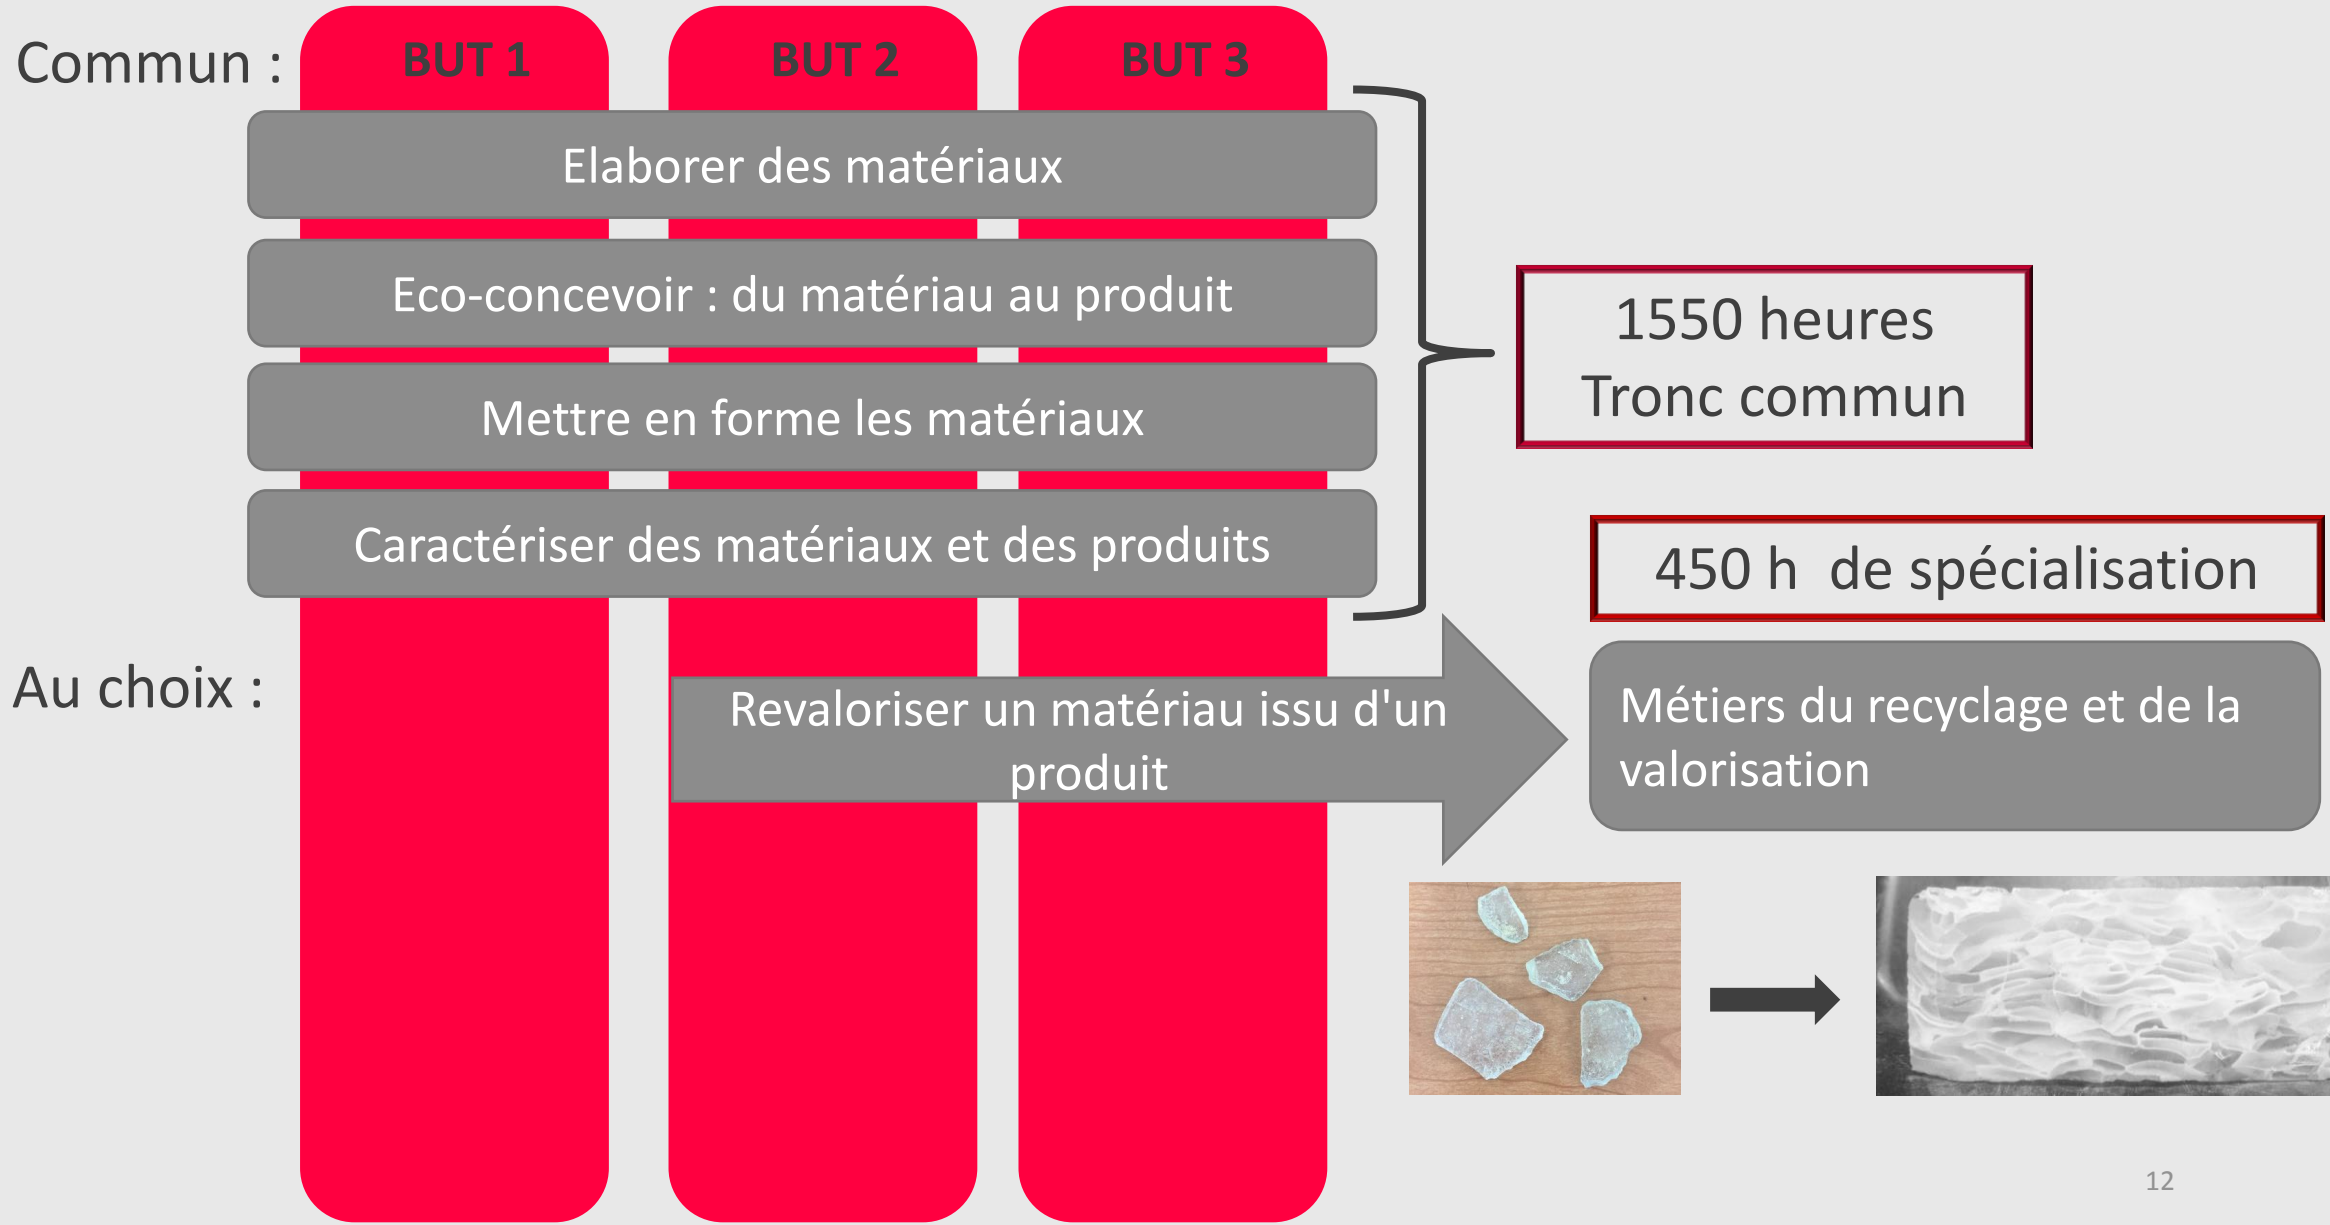 Commun :
BUT 1
BUT 2
BUT 3
Elaborer des matériaux
Eco-concevoir : du matériau au produit
Mettre en forme les matériaux
Caractériser des matériaux et des produits
1550 heures
Tronc commun
450 h  de spécialisation
Au choix :
Revaloriser un matériau issu d'un
produit
Métiers du recyclage et de la
valorisation
12